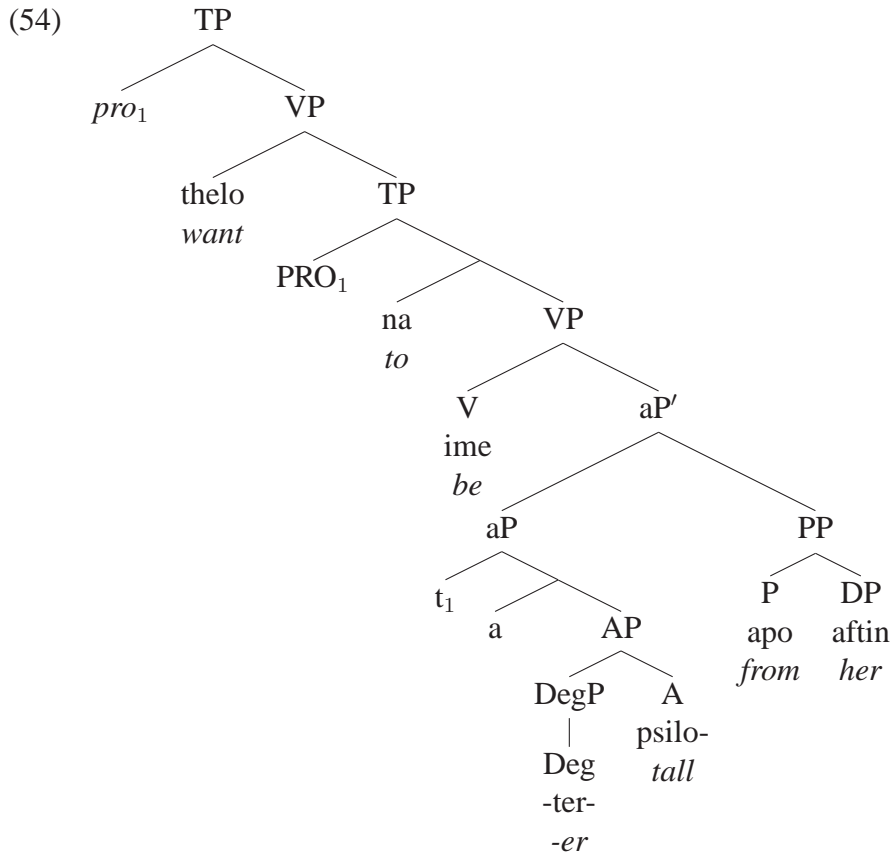 (54) TP
pro₁ VP
thelo TP
want
PRO₁
na VP
to
V aP′
ime
be
aP PP
t₁ P DP
a AP apo aftin
from her
DegP A
psilo-
Deg tall
-ter-
-er